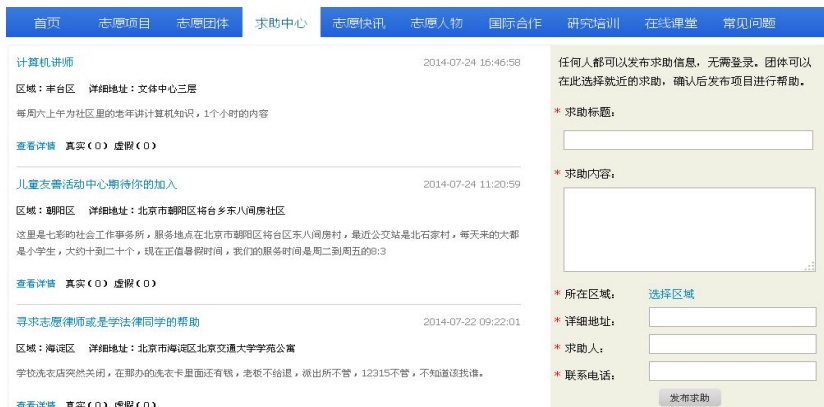 首页 志愿项目 志愿团体 求助中心 志愿快讯 志愿人物 国际合作 研究培训 在线课堂 常见问题
计算机讲师 2014-07-24 16:46:58
区域：丰台区 详细地址：文体中心三层
每周六上午为社区里的老年讲计算机知识，1个小时的内容
查看详情 真实(0) 虚假(0)
儿童友善活动中心期待你的加入 2014-07-24 11:20:59
区域：朝阳区 详细地址：北京市朝阳区将台乡东八间房社区
这里是七彩昀社会工作事务所，服务地点在北京市朝阳区将台区东八间房村，最近公交站是北石家村，每天来的大都
是小学生，大约十到二十个，现在正值暑假时间，我们的服务时间是周二到周五的8:3
查看详情 真实(0) 虚假(0)
寻求志愿律师或是学法律同学的帮助 2014-07-22 09:22:01
区域：海淀区 详细地址：北京市海淀区北京交通大学学苑公寓
学校洗衣店突然关闭，在那办的洗衣卡里面还有钱，老板不给退，派出所不管，12315不管，不知道该找谁。
查看详情 真实(0) 虚假(0)
任何人都可以发布求助信息，无需登录。团体可以
在此选择就近的求助，确认后发布项目进行帮助。
* 求助标题：
* 求助内容：
* 所在区域： 选择区域
* 详细地址：
* 求助人：
* 联系电话：
发布求助